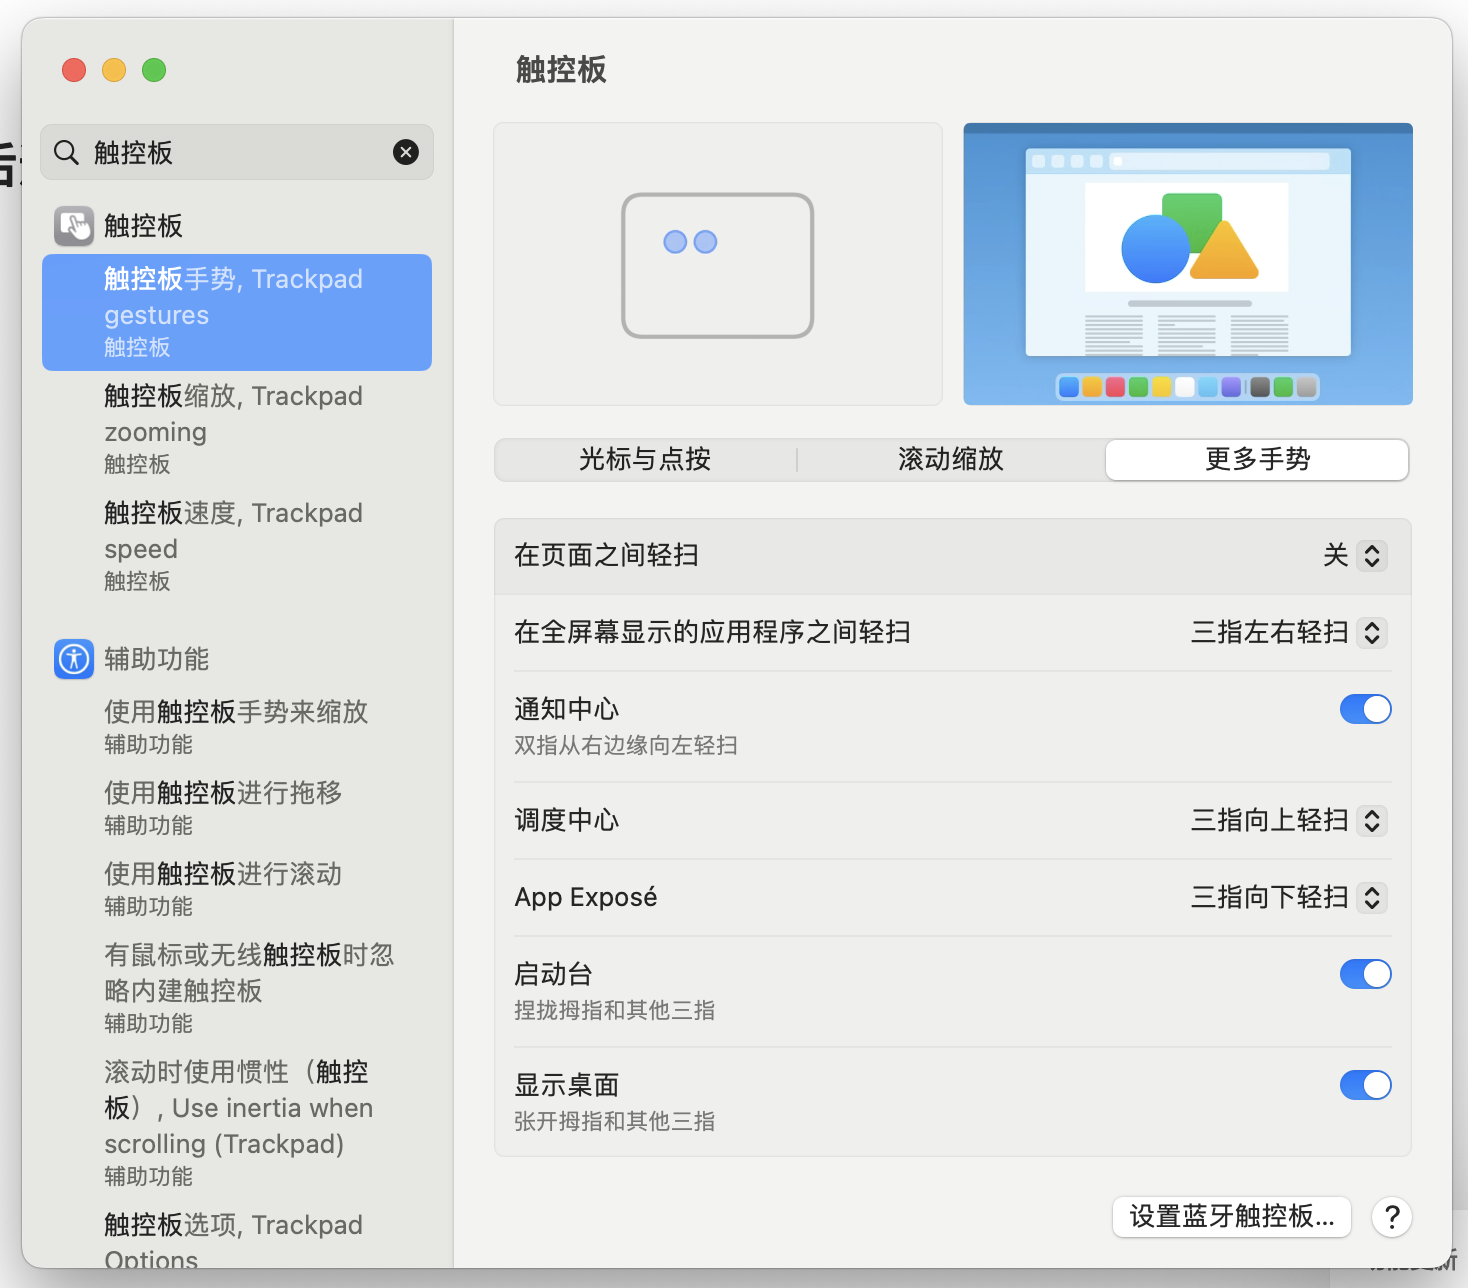 触控板
触控板
触控板
触控板手势, Trackpad
gestures
触控板
触控板缩放, Trackpad
zooming
触控板
触控板速度, Trackpad
speed
触控板
辅助功能
使用触控板手势来缩放
辅助功能
使用触控板进行拖移
辅助功能
使用触控板进行滚动
辅助功能
有鼠标或无线触控板时忽
略内建触控板
辅助功能
滚动时使用惯性（触控
板）, Use inertia when
scrolling (Trackpad)
辅助功能
触控板选项, Trackpad
Options
光标与点按
滚动缩放
更多手势
在页面之间轻扫
关
在全屏幕显示的应用程序之间轻扫
三指左右轻扫
通知中心
双指从右边缘向左轻扫
调度中心
三指向上轻扫
App Exposé
三指向下轻扫
启动台
捏拢拇指和其他三指
显示桌面
张开拇指和其他三指
设置蓝牙触控板...
?